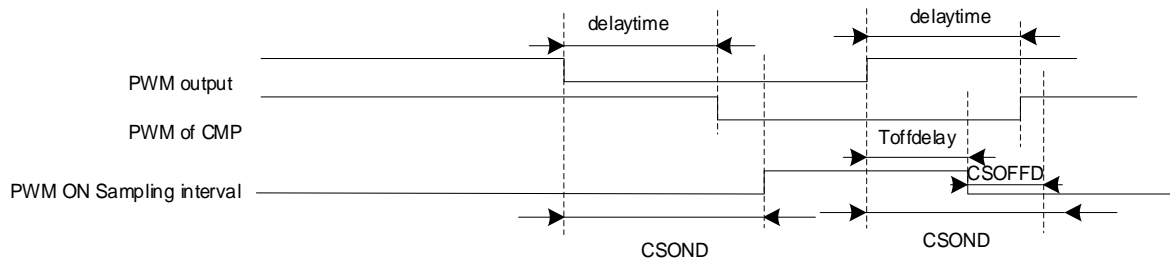 delaytime
delaytime
PWM output
PWM of CMP
Toffdelay
CSOFFD
PWM ON Sampling interval
CSOND
CSOND